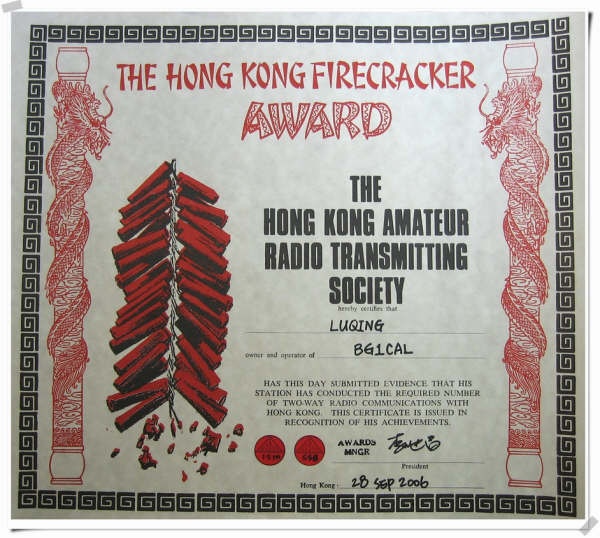 THE HONG KONG FIRECRACKER
AWARD
THE
HONG KONG AMATEUR
RADIO TRANSMITTING
SOCIETY
hereby certifies that
LUQING
owner and operator of BG1CAL
HAS THIS DAY SUBMITTED EVIDENCE THAT HIS
STATION HAS CONDUCTED THE REQUIRED NUMBER
OF TWO-WAY RADIO COMMUNICATIONS WITH
HONG KONG. THIS CERTIFICATE IS ISSUED IN
RECOGNITION OF HIS ACHIEVEMENTS.
AWARDS
MNGR
President
Hong Kong 28 SEP 2006